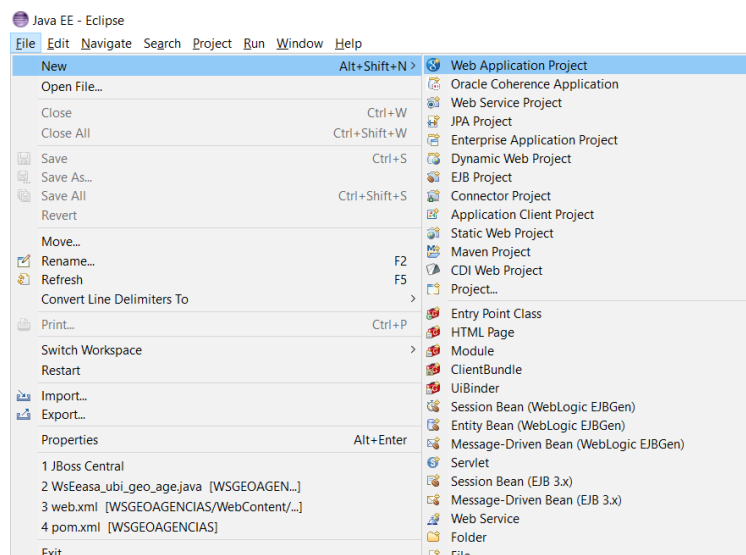 Java EE - Eclipse
File Edit Navigate Search Project Run Window Help
New Alt+Shift+N >
Open File...
Close Ctrl+W
Close All Ctrl+Shift+W
Save Ctrl+S
Save As...
Save All Ctrl+Shift+S
Revert
Move...
Rename... F2
Refresh F5
Convert Line Delimiters To >
Print... Ctrl+P
Switch Workspace >
Restart
Import...
Export...
Properties Alt+Enter
1 JBoss Central
2 WsEeasa_ubi_geo_age.java [WSGEOAGEN...]
3 web.xml [WSGEOAGENCIAS/WebContent/...]
4 pom.xml [WSGEOAGENCIAS]
Exit
Web Application Project
Oracle Coherence Application
Web Service Project
JPA Project
Enterprise Application Project
Dynamic Web Project
EJB Project
Connector Project
Application Client Project
Static Web Project
Maven Project
CDI Web Project
Project...
Entry Point Class
HTML Page
Module
ClientBundle
UiBinder
Session Bean (WebLogic EJBGen)
Entity Bean (WebLogic EJBGen)
Message-Driven Bean (WebLogic EJBGen)
Servlet
Session Bean (EJB 3.x)
Message-Driven Bean (EJB 3.x)
Web Service
Folder
File